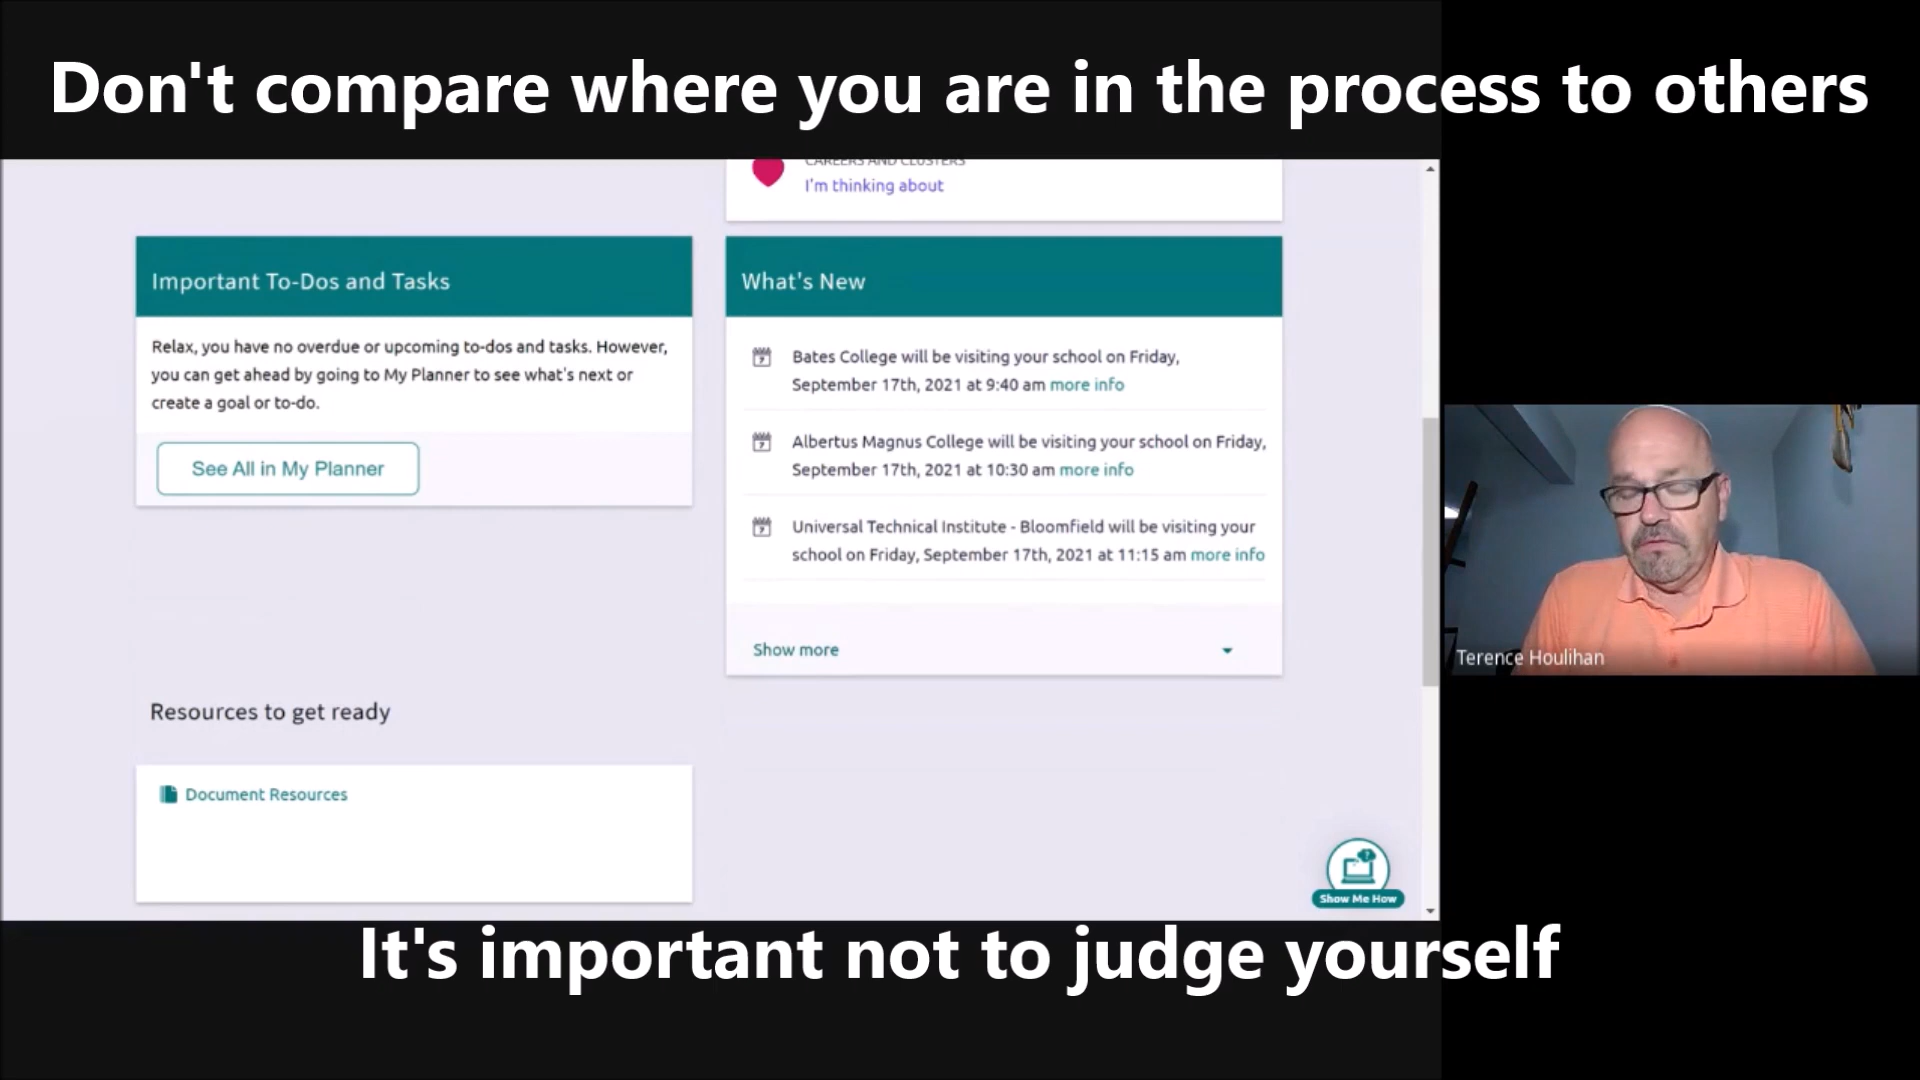 Don't compare where you are in the process to others
CAREERS AND CLUSTERS
I'm thinking about
Important To-Dos and Tasks
Relax, you have no overdue or upcoming to-dos and tasks. However,
you can get ahead by going to My Planner to see what's next or
create a goal or to-do.
See All in My Planner
What's New
Bates College will be visiting your school on Friday,
September 17th, 2021 at 9:40 am more info
Albertus Magnus College will be visiting your school on Friday,
September 17th, 2021 at 10:30 am more info
Universal Technical Institute - Bloomfield will be visiting your
school on Friday, September 17th, 2021 at 11:15 am more info
Show more
Terence Houlihan
Resources to get ready
Document Resources
Show Me How
It's important not to judge yourself